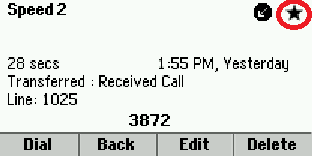 Speed 2
28 secs 1:55 PM, Yesterday
Transferred : Received Call
Line: 1025
3872
Dial Back Edit Delete